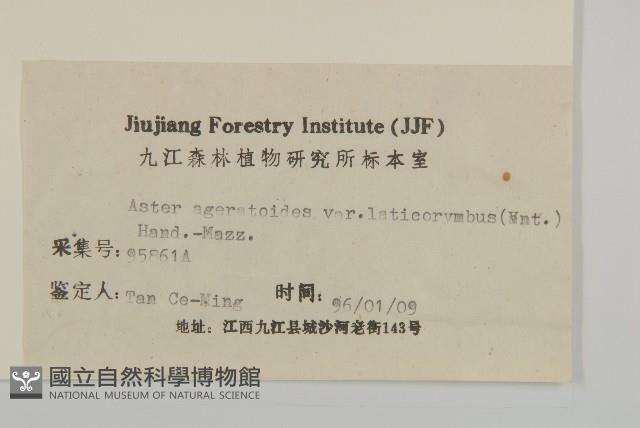 Jiujiang Forestry Institute (JJF)
九江森林植物研究所标本室
Aster ageratoides var.laticorymbus(Wnt.)
Hand.-Mazz.
采集号: 95861A
鉴定人: Tan Ce-Ming 时间: 96/01/09
地址: 江西九江县城沙河老街143号
國立自然科學博物館
NATIONAL MUSEUM OF NATURAL SCIENCE